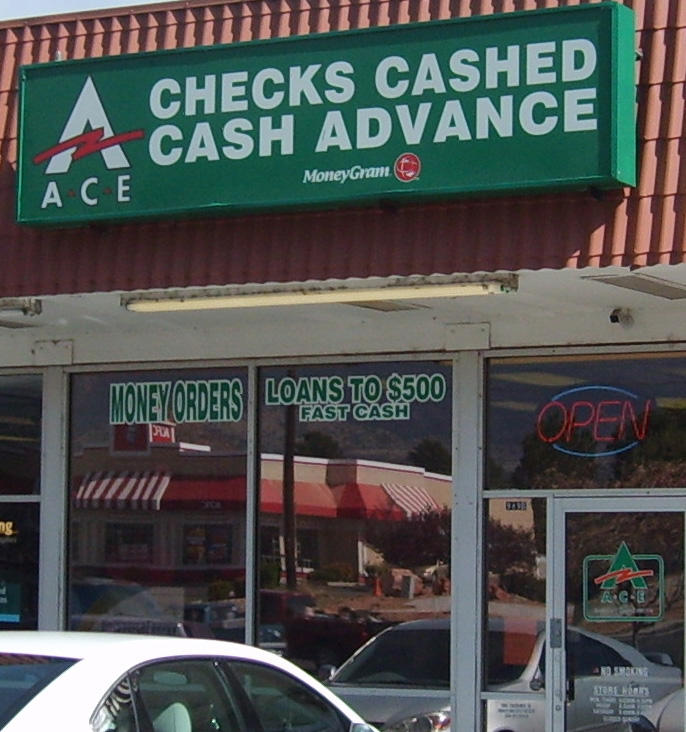 CHECKS CASHED
CASH ADVANCE
A·C·E
MoneyGram
MONEY ORDERS
LOANS TO $500
FAST CASH
OPEN
A·C·E
NO SMOKING
STORE HOURS